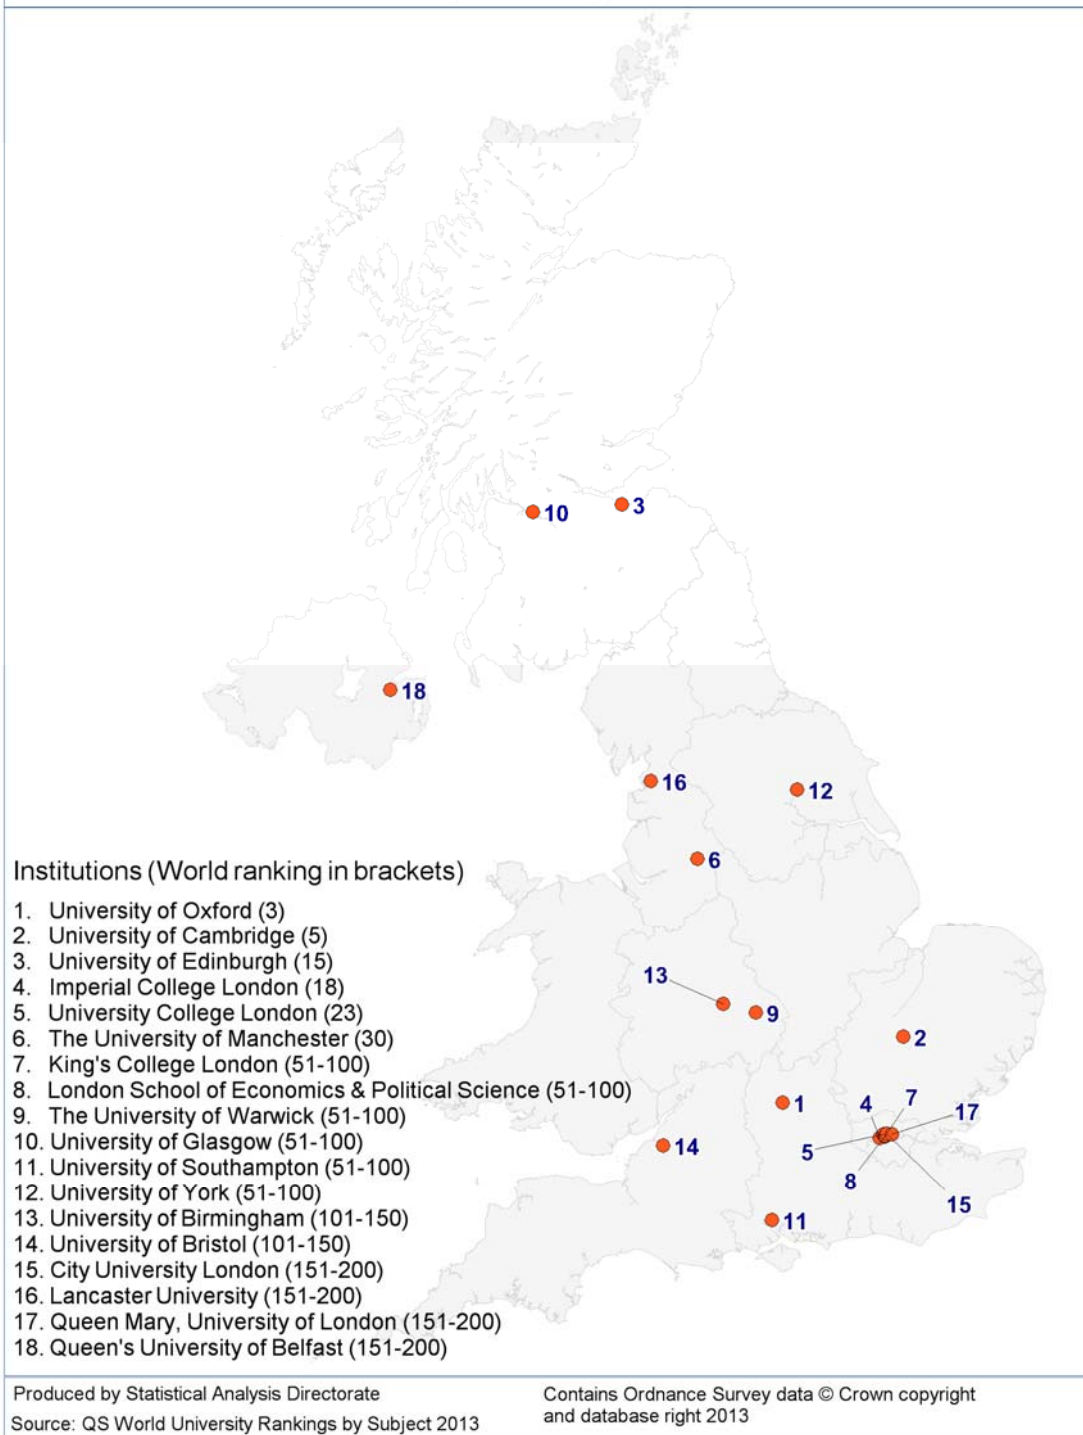 10
3
18
16
12
6
Institutions (World ranking in brackets)
1. University of Oxford (3)
2. University of Cambridge (5)
3. University of Edinburgh (15)
4. Imperial College London (18)
5. University College London (23)
6. The University of Manchester (30)
7. King's College London (51-100)
8. London School of Economics & Political Science (51-100)
9. The University of Warwick (51-100)
10. University of Glasgow (51-100)
11. University of Southampton (51-100)
12. University of York (51-100)
13. University of Birmingham (101-150)
14. University of Bristol (101-150)
15. City University London (151-200)
16. Lancaster University (151-200)
17. Queen Mary, University of London (151-200)
18. Queen's University of Belfast (151-200)
13
9
2
1
4
7
17
14
5
8
15
11
Produced by Statistical Analysis Directorate
Source: QS World University Rankings by Subject 2013
Contains Ordnance Survey data © Crown copyright
and database right 2013